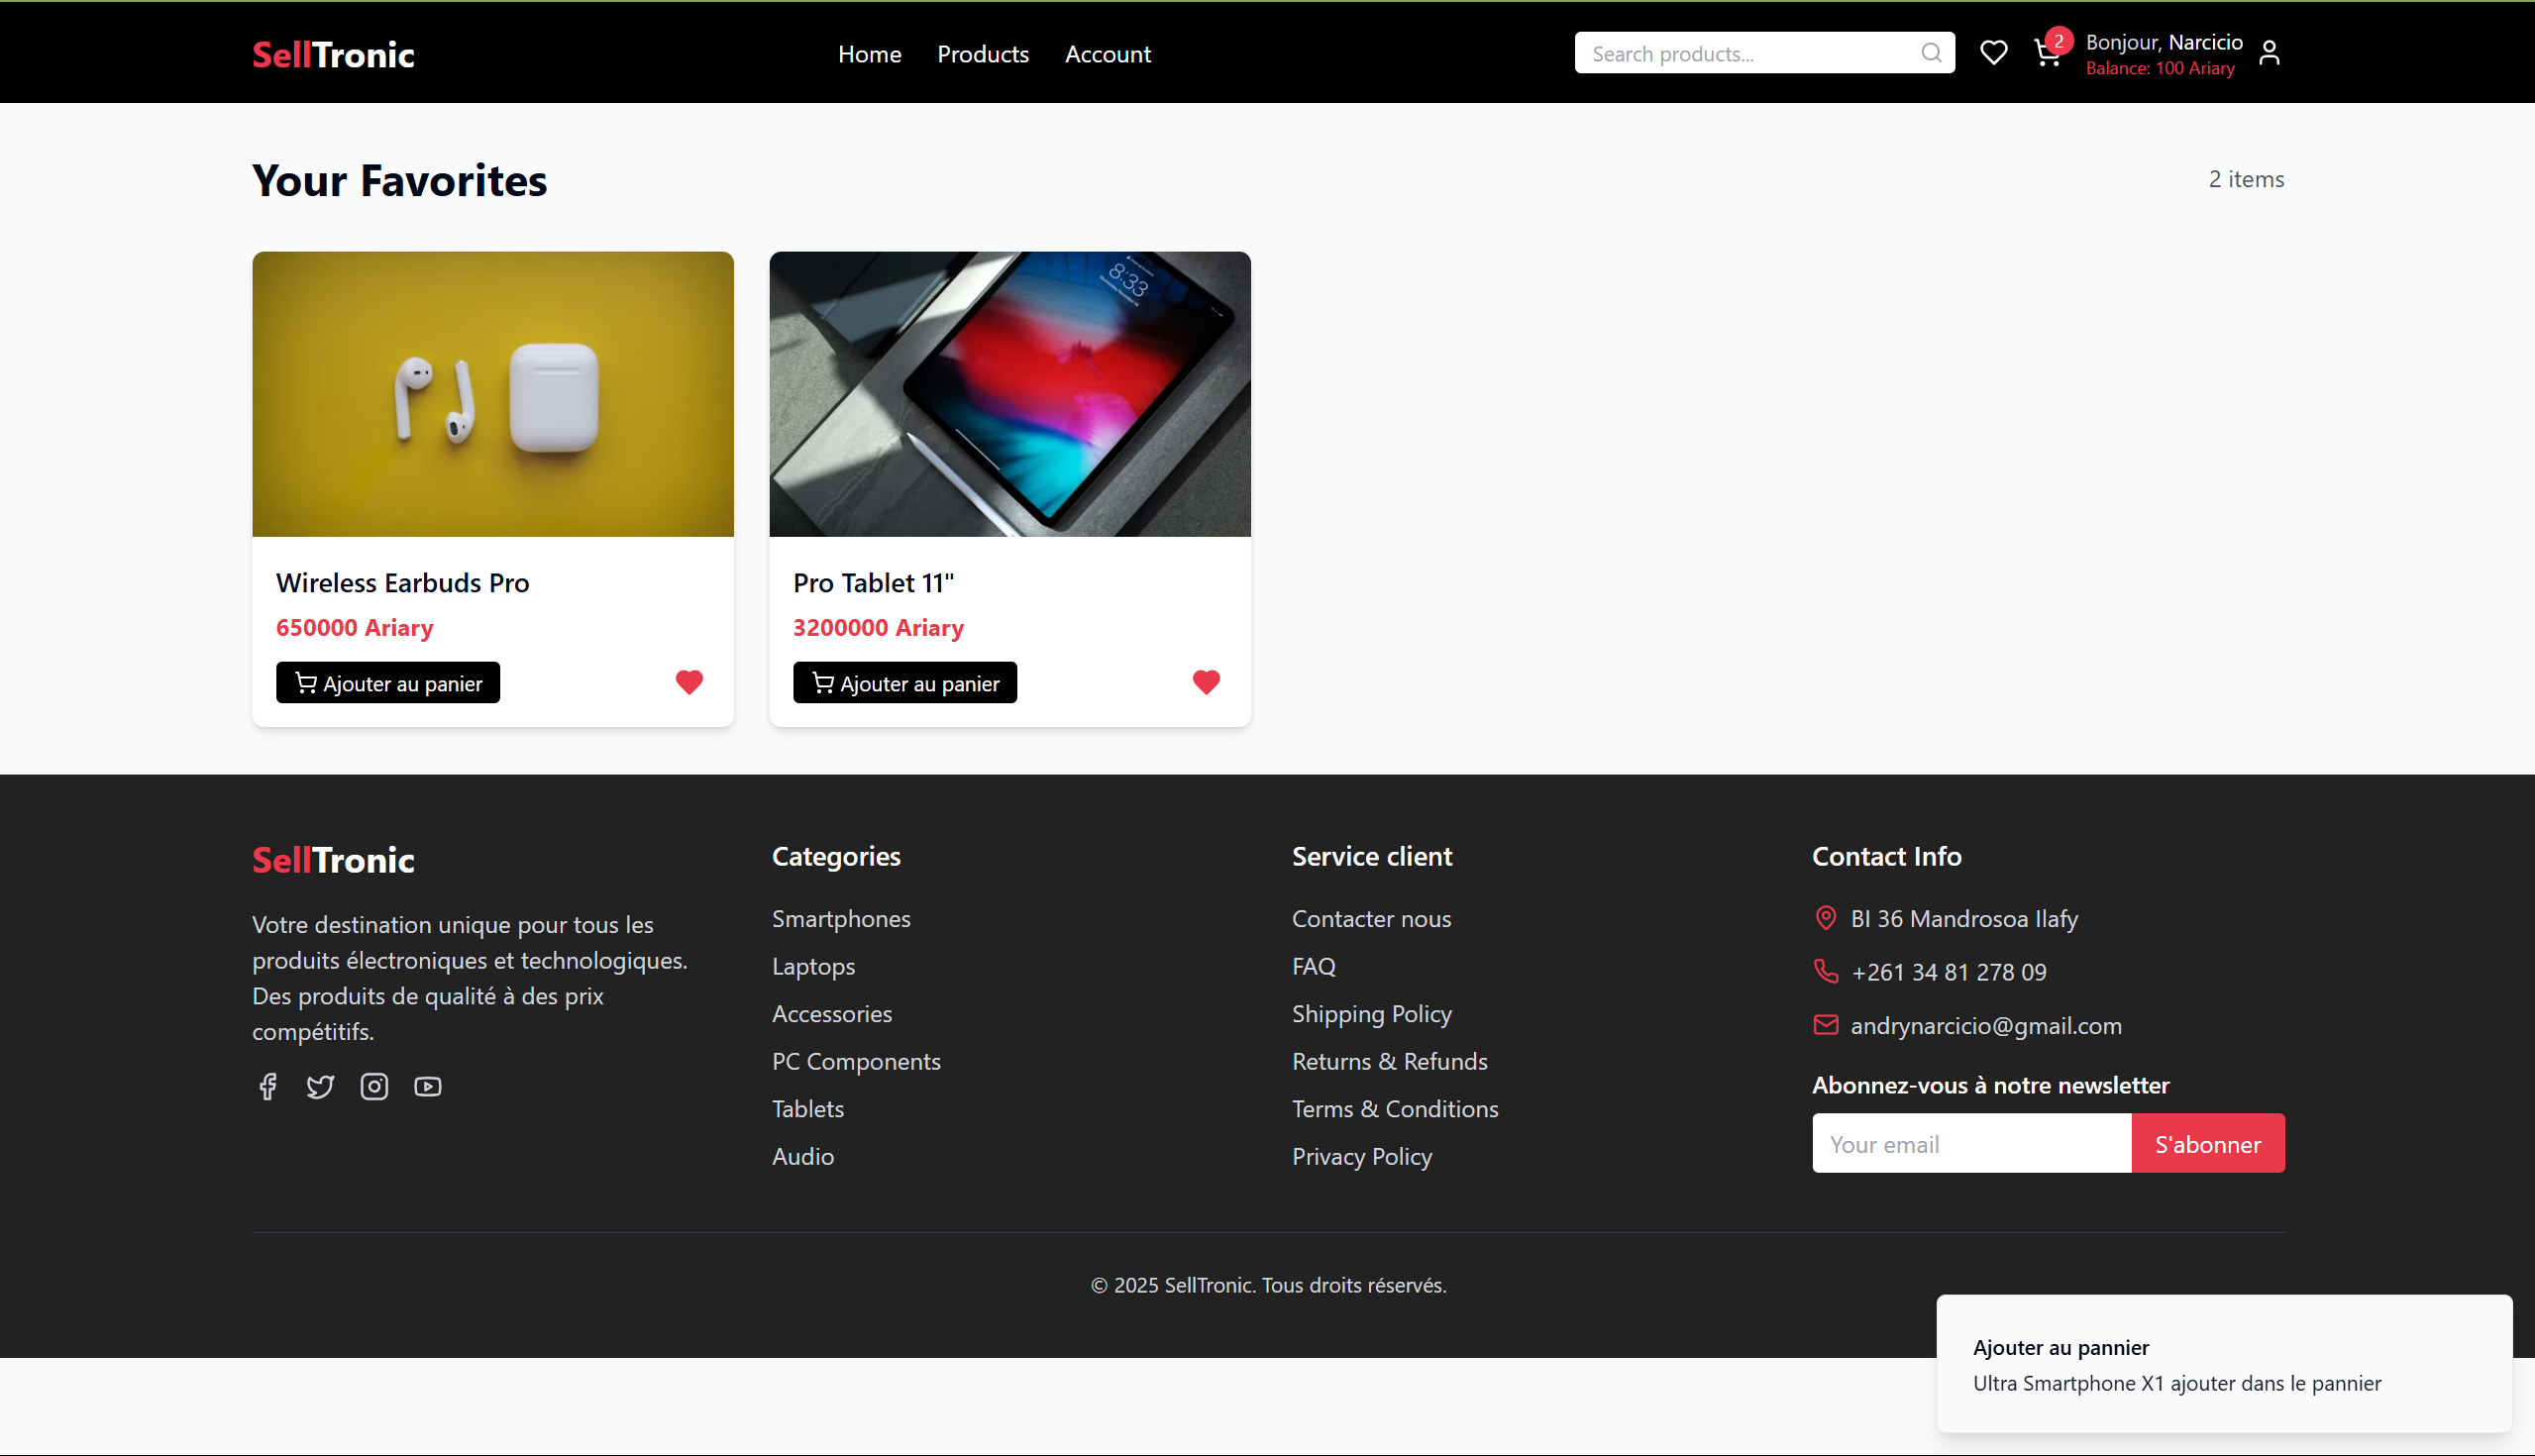 SellTronic
Home Products Account
Search products...
2
Bonjour, Narcicio
Balance: 100 Ariary
Your Favorites
2 items
8:33
Wireless Earbuds Pro
650000 Ariary
Ajouter au panier
Pro Tablet 11"
3200000 Ariary
Ajouter au panier
SellTronic
Votre destination unique pour tous les
produits électroniques et technologiques.
Des produits de qualité à des prix
compétitifs.
Categories
Smartphones
Laptops
Accessories
PC Components
Tablets
Audio
Service client
Contacter nous
FAQ
Shipping Policy
Returns & Refunds
Terms & Conditions
Privacy Policy
Contact Info
BI 36 Mandrosoa Ilafy
+261 34 81 278 09
andrynarcicio@gmail.com
Abonnez-vous à notre newsletter
Your email
S'abonner
© 2025 SellTronic. Tous droits réservés.
Ajouter au pannier
Ultra Smartphone X1 ajouter dans le pannier